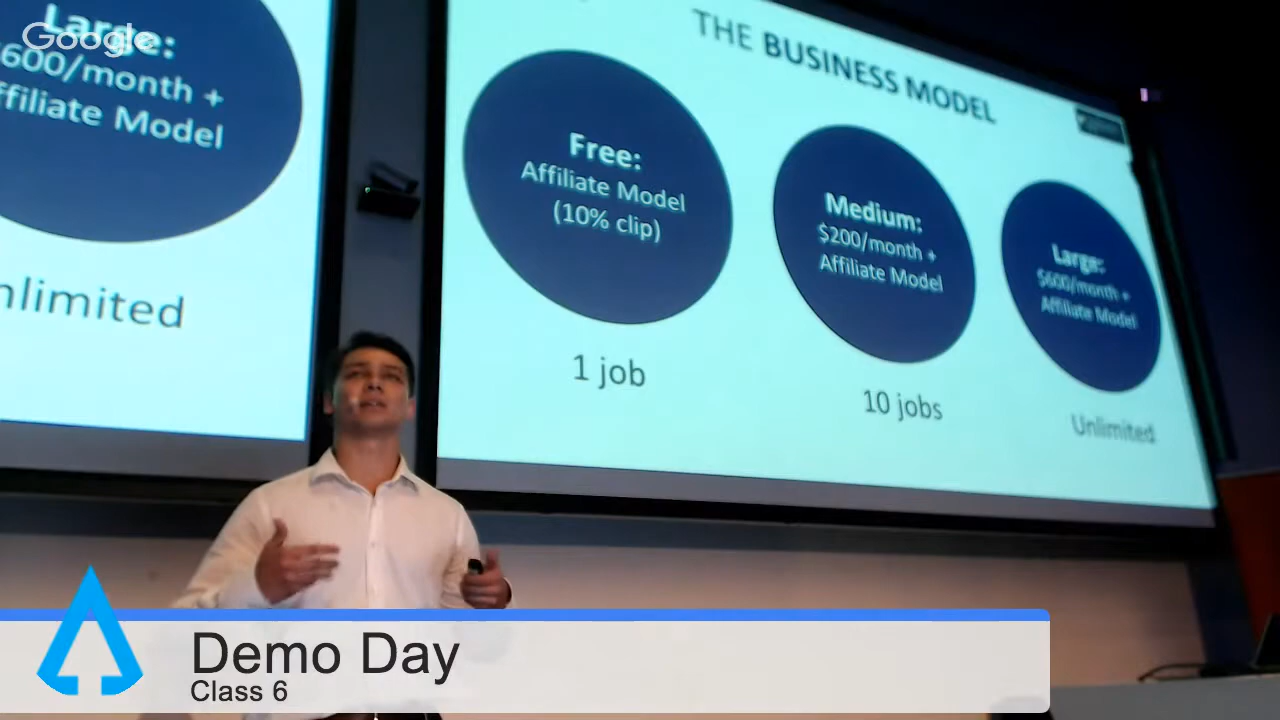 Google
Large:
$600/month +
Affiliate Model
nlimited
THE BUSINESS MODEL
Free:
Affiliate Model
(10% clip)
1 job
Medium:
$200/month +
Affiliate Model
10 jobs
Large:
$600/month +
Affiliate Model
Unlimited
Demo Day
Class 6